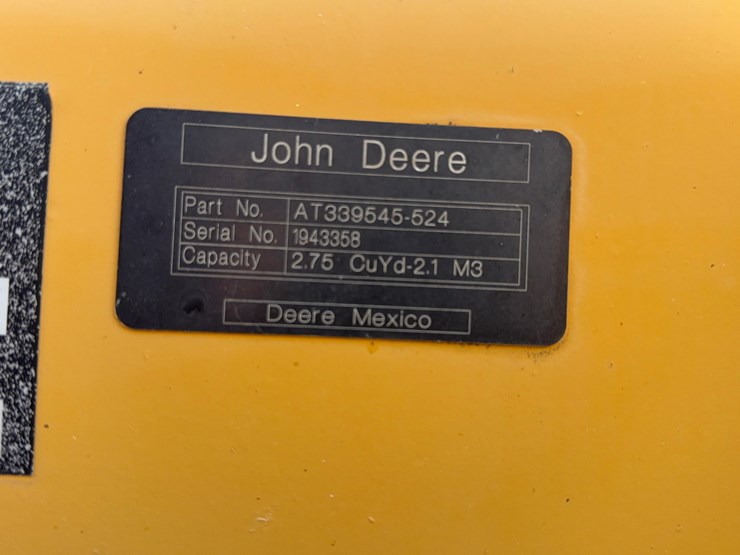 John Deere
Part No. AT339545-524
Serial No. 1943358
Capacity 2.75 CuYd-2.1 M3
Deere Mexico